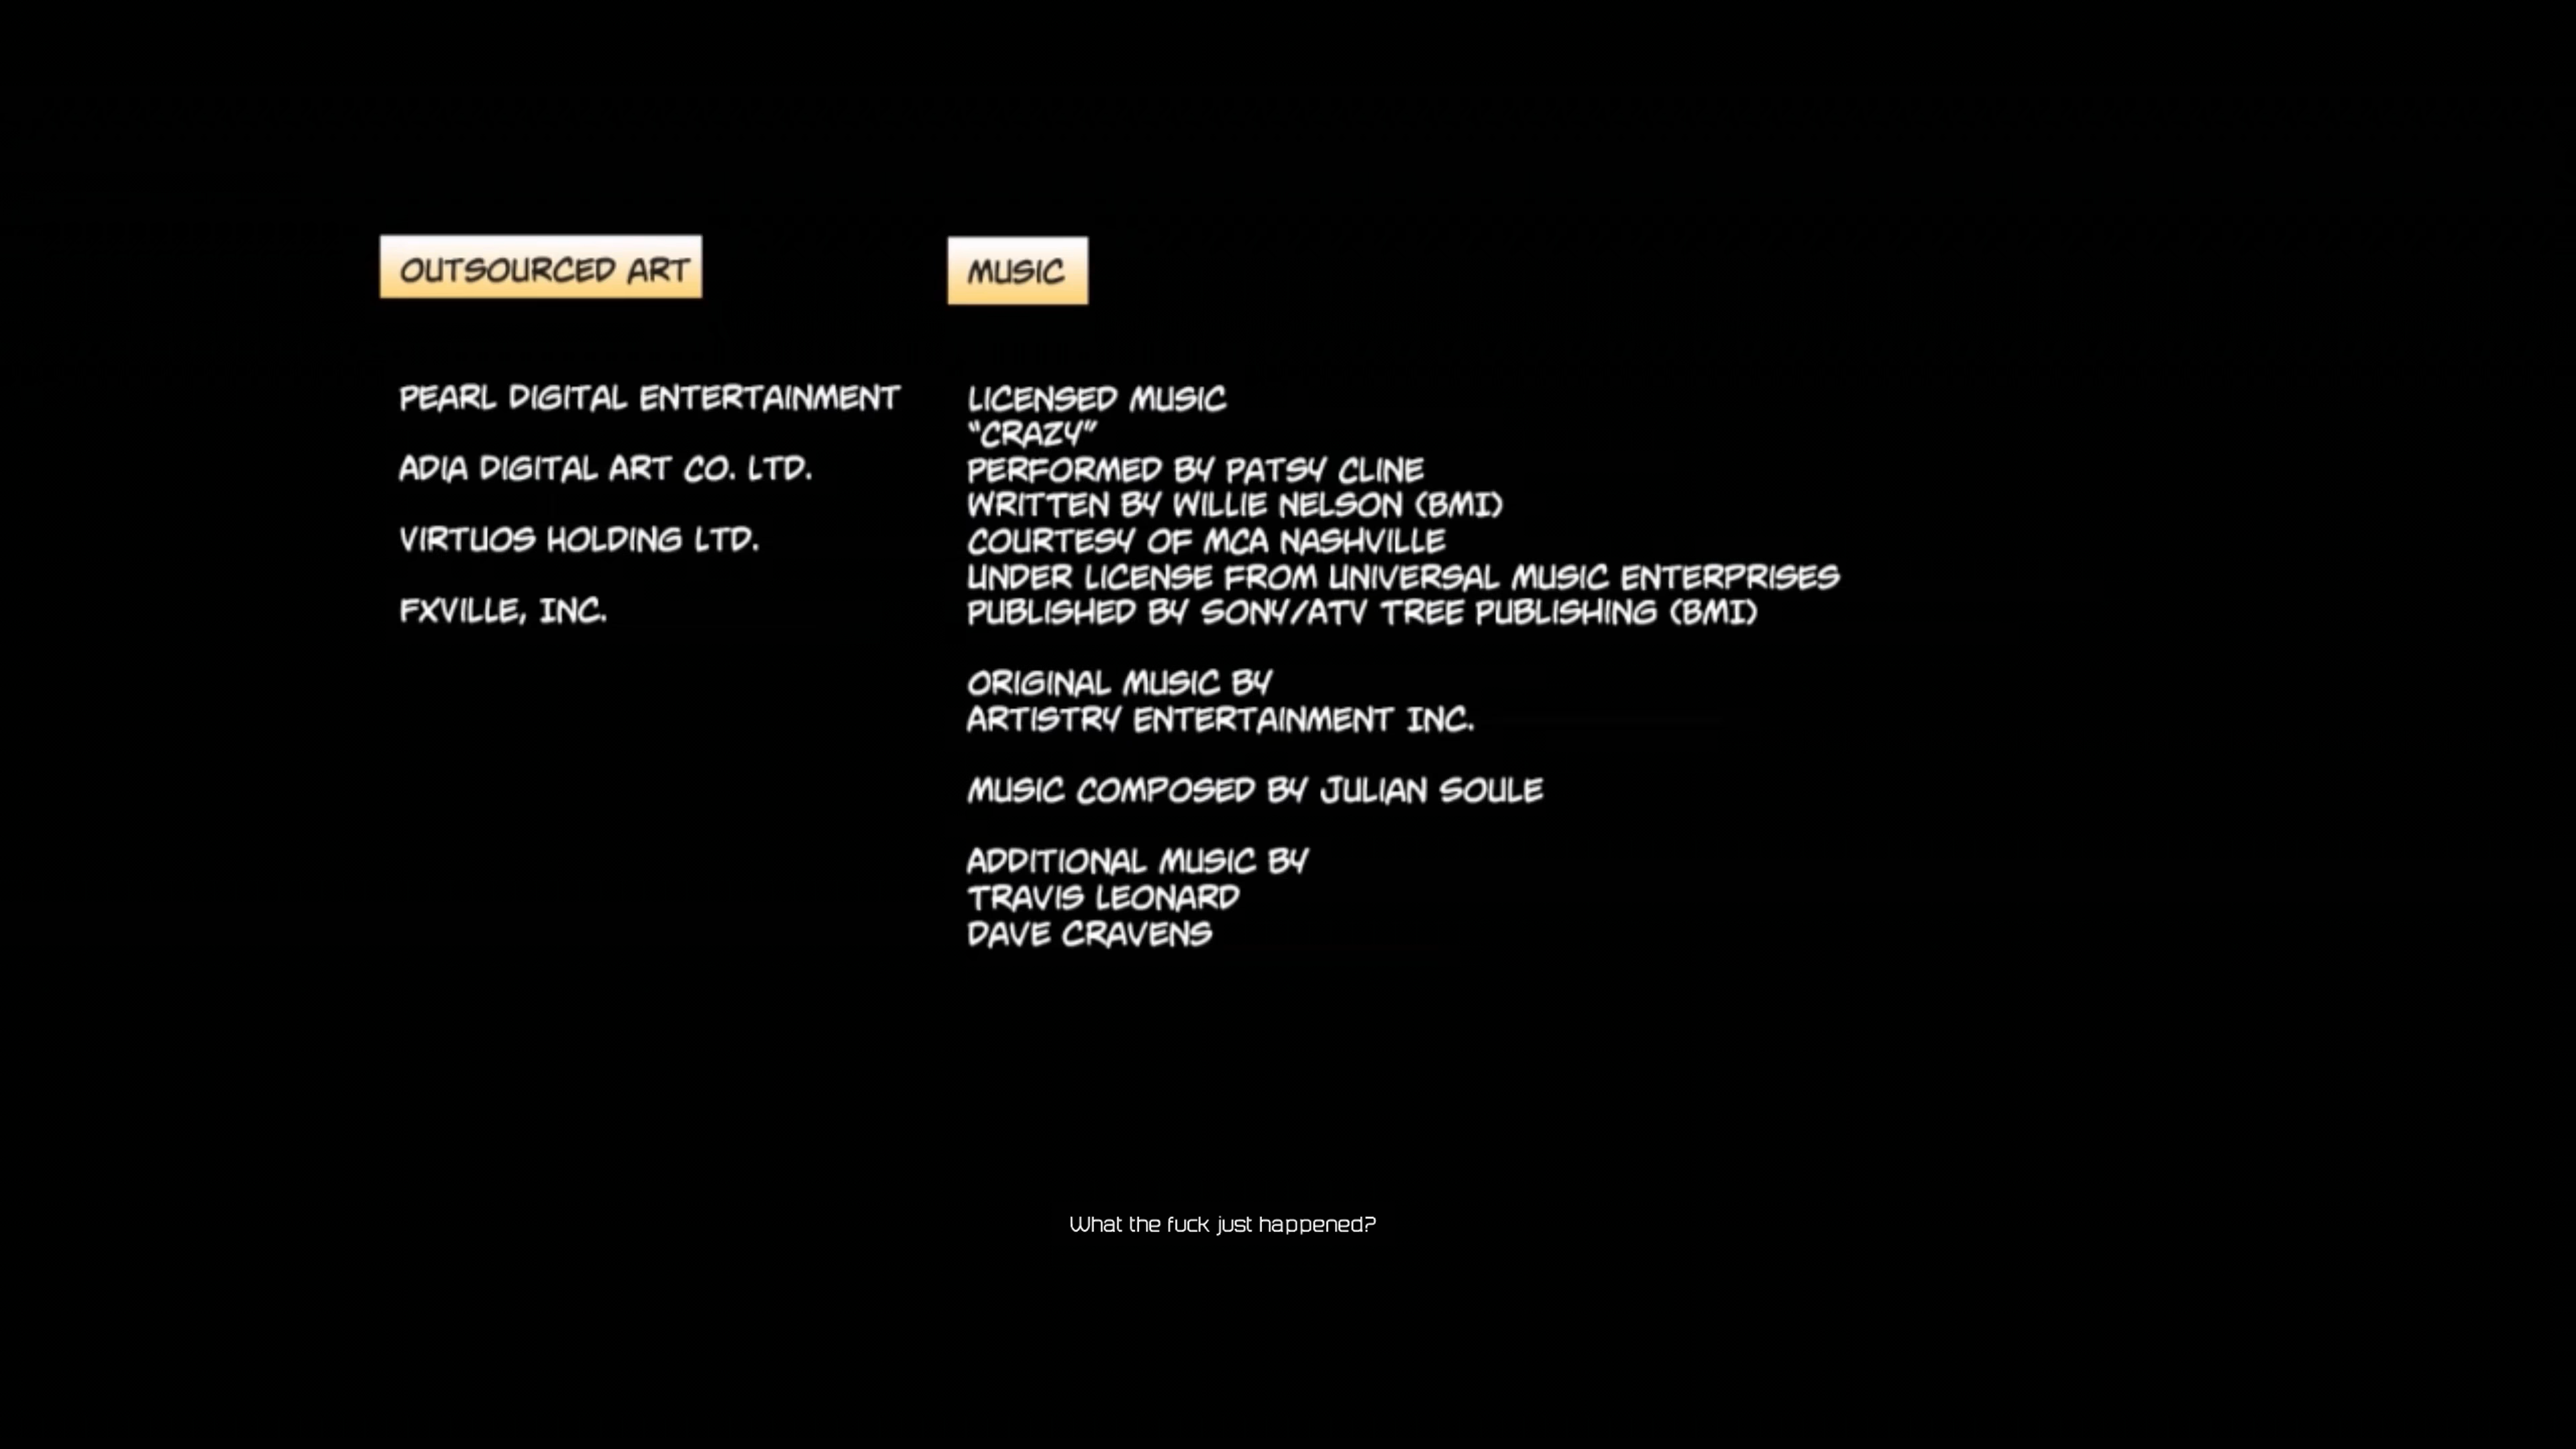 OUTSOURCED ART
PEARL DIGITAL ENTERTAINMENT
ADIA DIGITAL ART CO. LTD.
VIRTUOS HOLDING LTD.
FXVILLE, INC.
MUSIC
LICENSED MUSIC
“CRAZY”
PERFORMED BY PATSY CLINE
WRITTEN BY WILLIE NELSON (BMI)
COURTESY OF MCA NASHVILLE
UNDER LICENSE FROM UNIVERSAL MUSIC ENTERPRISES
PUBLISHED BY SONY/ATV TREE PUBLISHING (BMI)
ORIGINAL MUSIC BY
ARTISTRY ENTERTAINMENT INC.
MUSIC COMPOSED BY JULIAN SOULE
ADDITIONAL MUSIC BY
TRAVIS LEONARD
DAVE CRAVENS
What the fuck just happened?